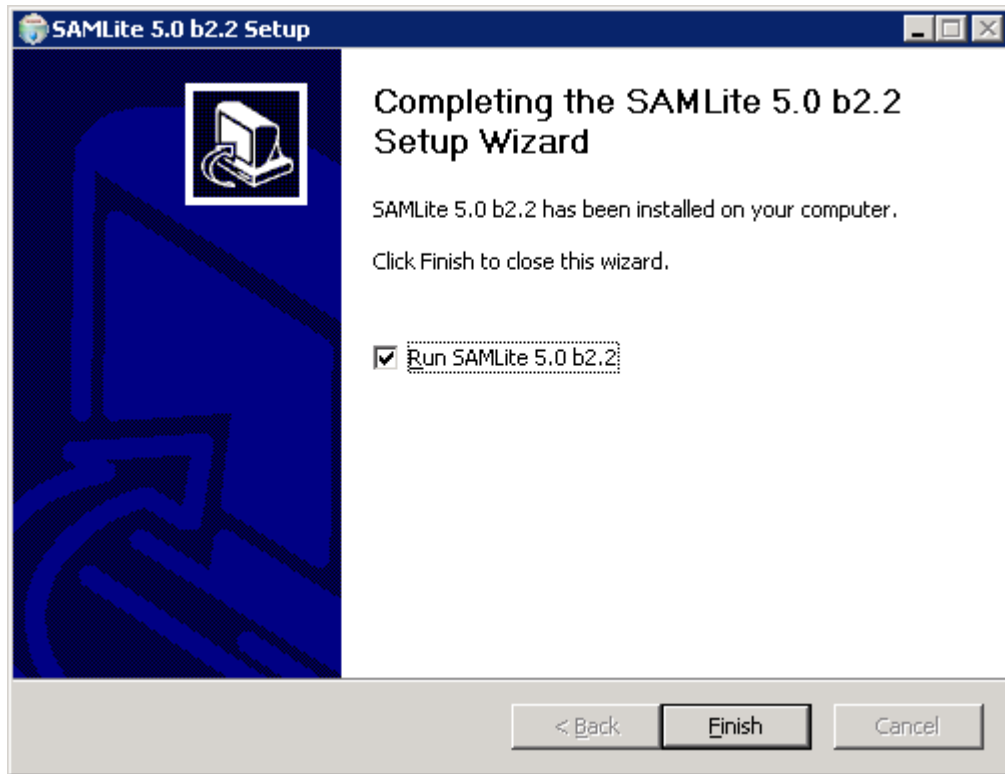 SAMLite 5.0 b2.2 Setup
Completing the SAMLite 5.0 b2.2
Setup Wizard
SAMLite 5.0 b2.2 has been installed on your computer.
Click Finish to close this wizard.
Run SAMLite 5.0 b2.2
< Back
Finish
Cancel